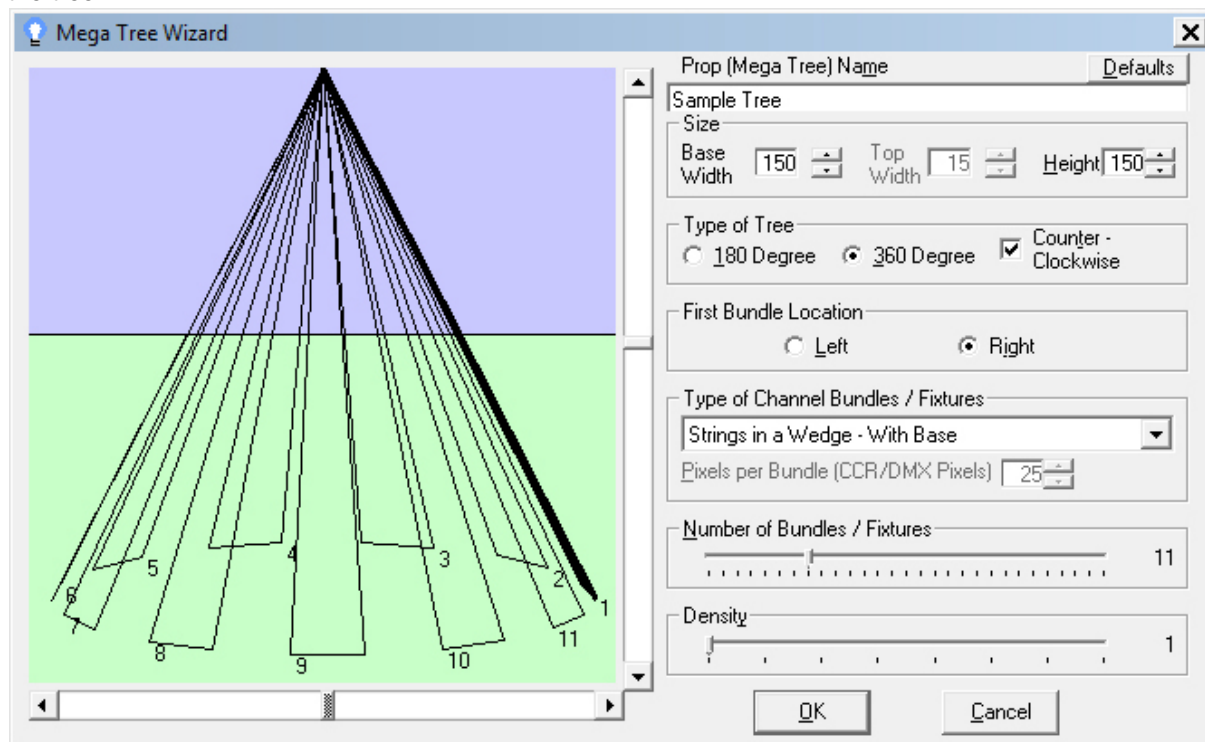 Mega Tree Wizard
Prop (Mega Tree) Name
Defaults
Sample Tree
Size
Base Width 150
Top Width 15
Height 150
Type of Tree
180 Degree
360 Degree
Counter - Clockwise
First Bundle Location
Left
Right
Type of Channel Bundles / Fixtures
Strings in a Wedge - With Base
Pixels per Bundle (CCR/DMX Pixels) 25
Number of Bundles / Fixtures
11
Density
1
OK
Cancel
5
4
3
2
6
1
7
8
9
10
11